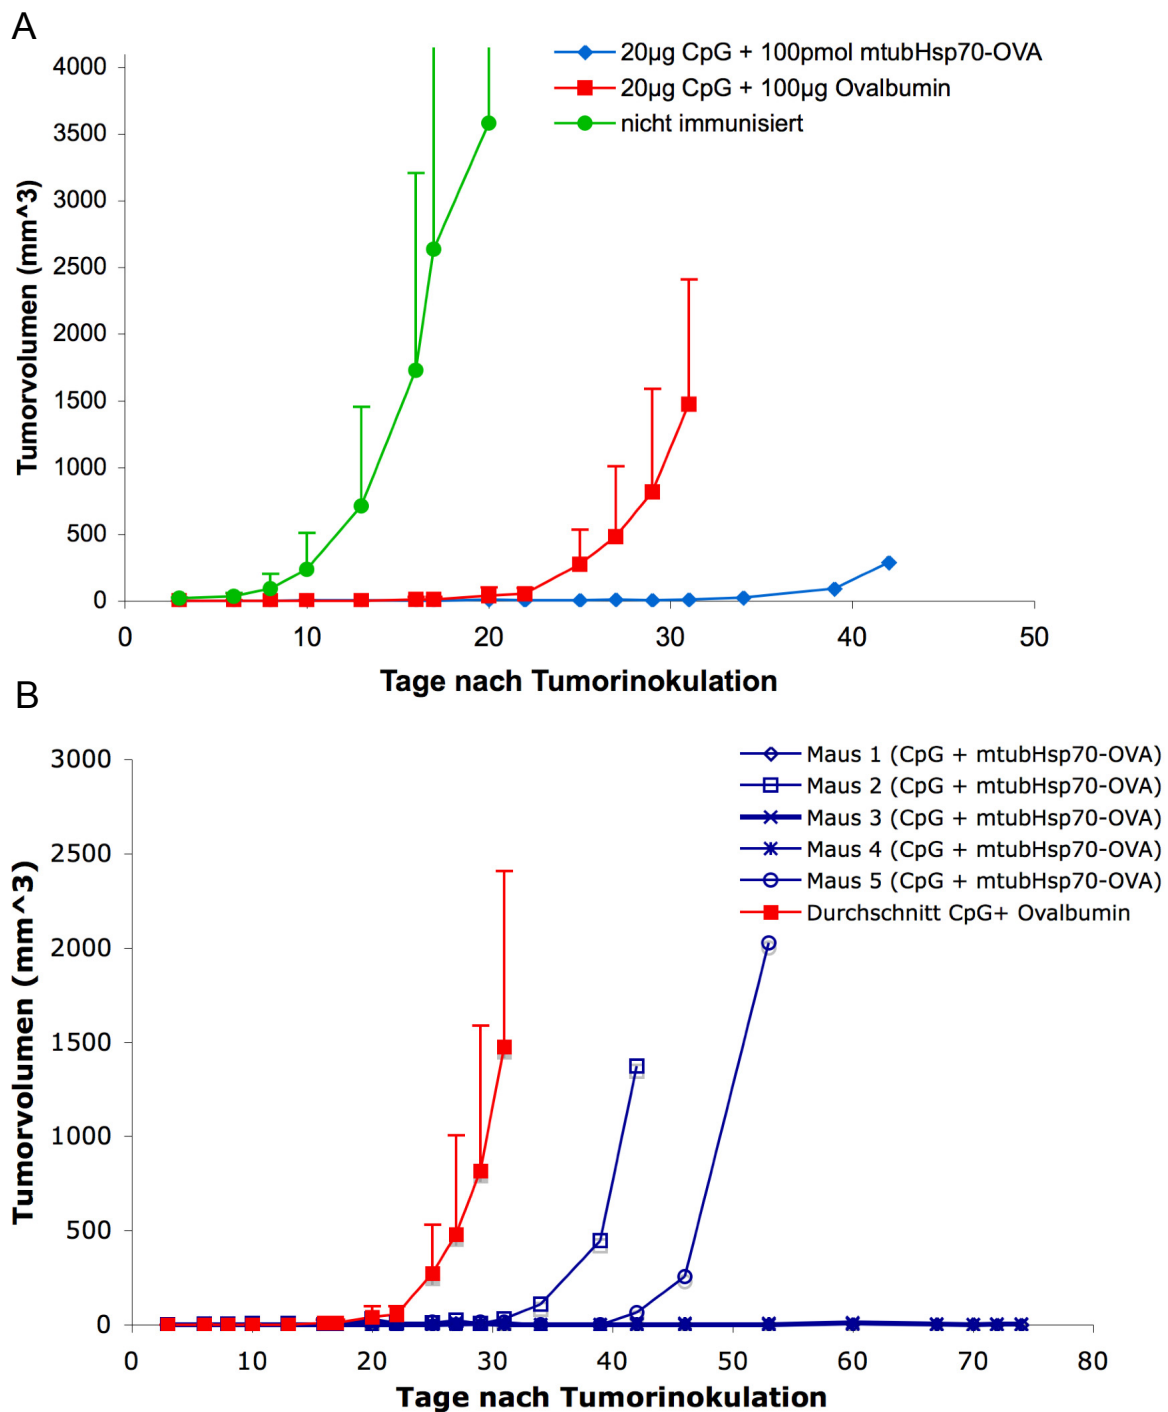 A
20µg CpG + 100pmol mtubHsp70-OVA
20µg CpG + 100µg Ovalbumin
nicht immunisiert
4000
3500
3000
2500
2000
1500
1000
500
0
Tumorvolumen (mm^3)
0 10 20 30 40 50
Tage nach Tumorinokulation
B
Maus 1 (CpG + mtubHsp70-OVA)
Maus 2 (CpG + mtubHsp70-OVA)
Maus 3 (CpG + mtubHsp70-OVA)
Maus 4 (CpG + mtubHsp70-OVA)
Maus 5 (CpG + mtubHsp70-OVA)
Durchschnitt CpG+ Ovalbumin
3000
2500
2000
1500
1000
500
0
Tumorvolumen (mm^3)
0 10 20 30 40 50 60 70 80
Tage nach Tumorinokulation